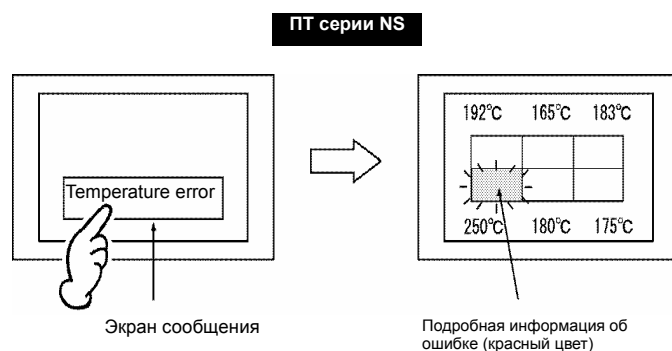 ПТ серии NS
Temperature error
Экран сообщения
192°C 165°C 183°C
250°C 180°C 175°C
Подробная информация об
ошибке (красный цвет)